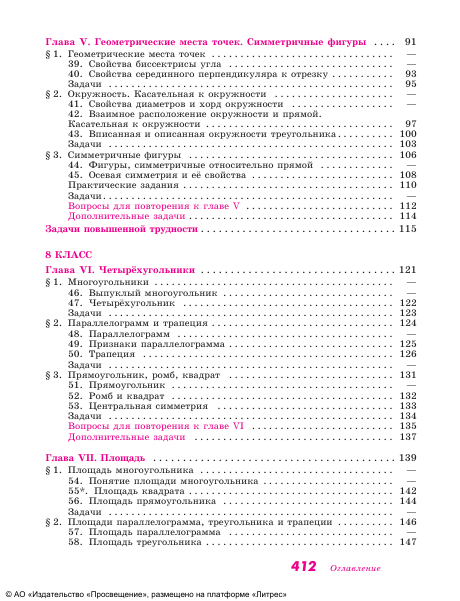 Глава V. Геометрические места точек. Симметричные фигуры .... 91
§ 1. Геометрические места точек ..... —
39. Свойства биссектрисы угла ..... —
40. Свойства серединного перпендикуляра к отрезку ..... 93
Задачи ..... 95
§ 2. Окружность. Касательная к окружности ..... —
41. Свойства диаметров и хорд окружности ..... —
42. Взаимное расположение окружности и прямой.
Касательная к окружности ..... 97
43. Вписанная и описанная окружности треугольника ..... 100
Задачи ..... 103
§ 3. Симметричные фигуры ..... 106
44. Фигуры, симметричные относительно прямой ..... —
45. Осевая симметрия и её свойства ..... 108
Практические задания ..... 110
Задачи ..... —
Вопросы для повторения к главе V ..... 112
Дополнительные задачи ..... 114
Задачи повышенной трудности ..... 115
8 КЛАСС
Глава VI. Четырёхугольники ..... 121
§ 1. Многоугольники ..... —
46. Выпуклый многоугольник ..... —
47. Четырёхугольник ..... 122
Задачи ..... 123
§ 2. Параллелограмм и трапеция ..... 124
48. Параллелограмм ..... —
49. Признаки параллелограмма ..... 125
50. Трапеция ..... 126
Задачи ..... —
§ 3. Прямоугольник, ромб, квадрат ..... 131
51. Прямоугольник ..... —
52. Ромб и квадрат ..... 132
53. Центральная симметрия ..... 133
Задачи ..... 134
Вопросы для повторения к главе VI ..... 135
Дополнительные задачи ..... 137
Глава VII. Площадь ..... 139
§ 1. Площадь многоугольника ..... —
54. Понятие площади многоугольника ..... —
55*. Площадь квадрата ..... 142
56. Площадь прямоугольника ..... 144
Задачи ..... —
§ 2. Площади параллелограмма, треугольника и трапеции ..... 146
57. Площадь параллелограмма ..... —
58. Площадь треугольника ..... 147
412 Оглавление
© АО «Издательство «Просвещение», размещено на платформе «Литрес»